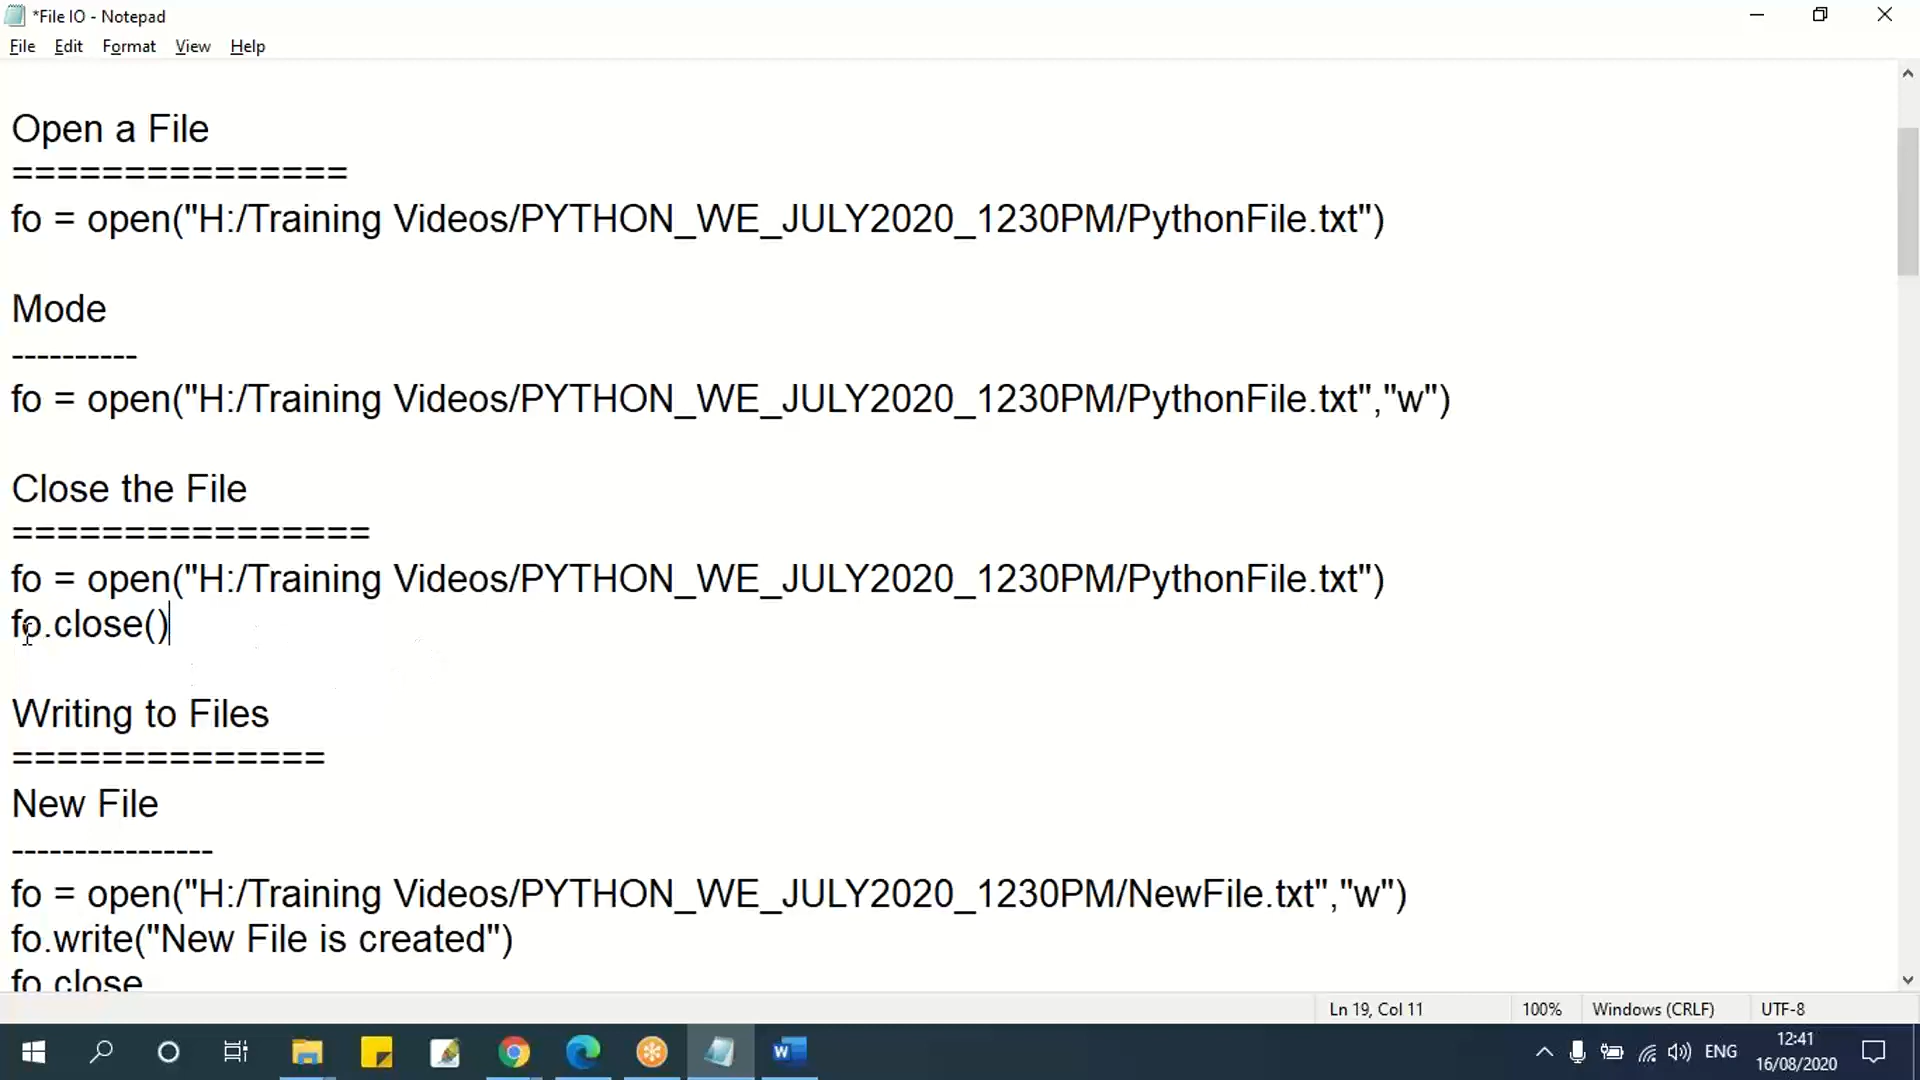 *File IO - Notepad
File Edit Format View Help
Open a File
===============
fo = open("H:/Training Videos/PYTHON_WE_JULY2020_1230PM/PythonFile.txt")
Mode
----------
fo = open("H:/Training Videos/PYTHON_WE_JULY2020_1230PM/PythonFile.txt","w")
Close the File
================
fo = open("H:/Training Videos/PYTHON_WE_JULY2020_1230PM/PythonFile.txt")
fo.close()
Writing to Files
==============
New File
----------------
fo = open("H:/Training Videos/PYTHON_WE_JULY2020_1230PM/NewFile.txt","w")
fo.write("New File is created")
fo.close
Ln 19, Col 11 100% Windows (CRLF) UTF-8
ENG 12:41
16/08/2020